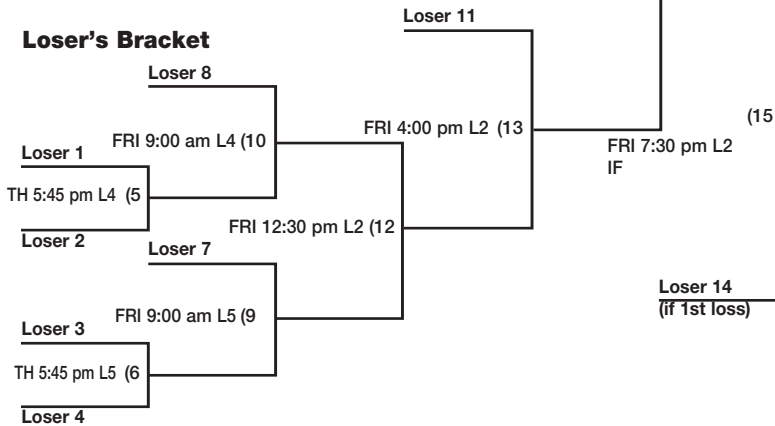 Loser 11
Loser's Bracket
Loser 8
(15
FRI 4:00 pm L2 (13
FRI 9:00 am L4 (10
FRI 7:30 pm L2
IF
Loser 1
TH 5:45 pm L4 (5
FRI 12:30 pm L2 (12
Loser 2
Loser 7
Loser 14
(if 1st loss)
FRI 9:00 am L5 (9
Loser 3
TH 5:45 pm L5 (6
Loser 4